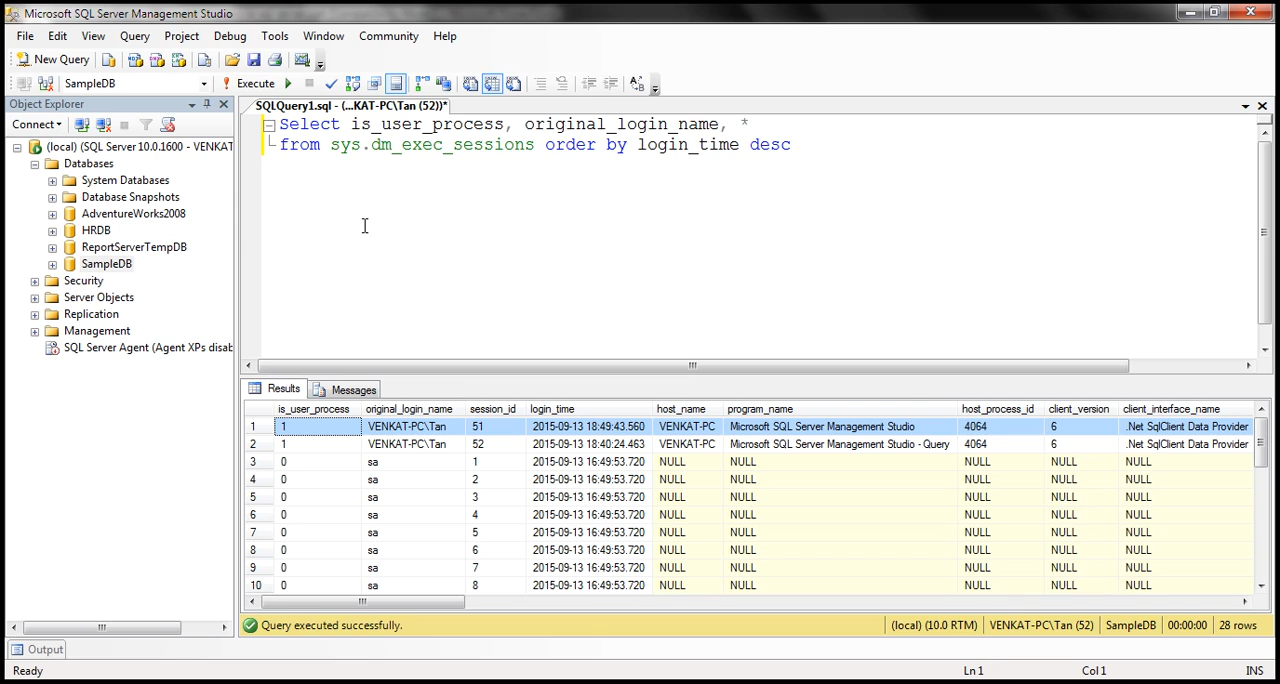 Microsoft SQL Server Management Studio
File Edit View Query Project Debug Tools Window Community Help
New Query
SampleDB Execute
Object Explorer
SQLQuery1.sql - (...KAT-PC\Tan (52))*
Connect
Select is_user_process, original_login_name, *
from sys.dm_exec_sessions order by login_time desc
(local) (SQL Server 10.0.1600 - VENKAT
Databases
System Databases
Database Snapshots
AdventureWorks2008
HRDB
ReportServerTempDB
SampleDB
Security
Server Objects
Replication
Management
SQL Server Agent (Agent XPs disab
Results Messages
is_user_process original_login_name session_id login_time host_name program_name host_process_id client_version client_interface_name
1 1 VENKAT-PC\Tan 51 2015-09-13 18:49:43.560 VENKAT-PC Microsoft SQL Server Management Studio 4064 6 .Net SqlClient Data Provider
2 1 VENKAT-PC\Tan 52 2015-09-13 18:40:24.463 VENKAT-PC Microsoft SQL Server Management Studio - Query 4064 6 .Net SqlClient Data Provider
3 0 sa 1 2015-09-13 16:49:53.720 NULL NULL NULL NULL NULL
4 0 sa 2 2015-09-13 16:49:53.720 NULL NULL NULL NULL NULL
5 0 sa 3 2015-09-13 16:49:53.720 NULL NULL NULL NULL NULL
6 0 sa 4 2015-09-13 16:49:53.720 NULL NULL NULL NULL NULL
7 0 sa 5 2015-09-13 16:49:53.720 NULL NULL NULL NULL NULL
8 0 sa 6 2015-09-13 16:49:53.720 NULL NULL NULL NULL NULL
9 0 sa 7 2015-09-13 16:49:53.720 NULL NULL NULL NULL NULL
10 0 sa 8 2015-09-13 16:49:53.720 NULL NULL NULL NULL NULL
Query executed successfully. (local) (10.0 RTM) VENKAT-PC\Tan (52) SampleDB 00:00:00 28 rows
Output
Ready Ln 1 Col 1 INS